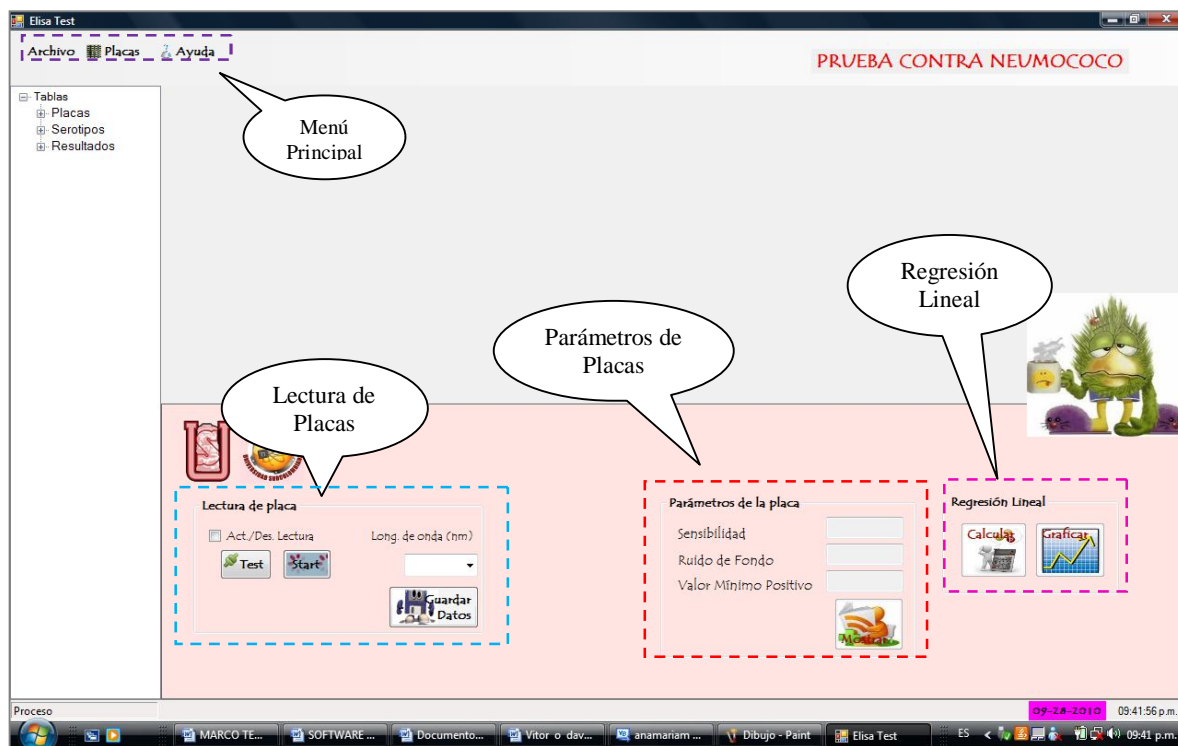 Elisa Test
Archivo Placas Ayuda
PRUEBA CONTRA NEUMOCOCO
Tablas
Placas
Serotipos
Resultados
Menú
Principal
Regresión
Lineal
Parámetros de
Placas
Lectura de
Placas
UNIVERSIDAD SURCOLOMBIANA
Lectura de placa
Act./Des. Lectura
Long. de onda (nm)
Test
Start
Guardar
Datos
Parámetros de la placa
Sensibilidad
Ruido de Fondo
Valor Mínimo Positivo
Mostrar
Regresión Lineal
Calcular
Graficar
Proceso
09-28-2010
09:41:56 p.m.
MARCO TE...
SOFTWARE ...
Documento...
Vitor o dav...
anamariam ...
Dibujo - Paint
Elisa Test
ES
09:41 p.m.